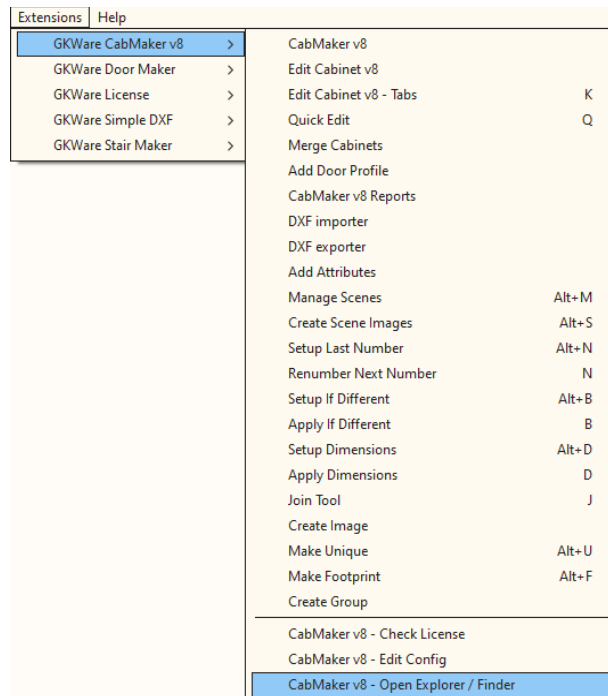 Extensions Help
GKWare CabMaker v8 >
GKWare Door Maker >
GKWare License >
GKWare Simple DXF >
GKWare Stair Maker >
CabMaker v8
Edit Cabinet v8
Edit Cabinet v8 - Tabs K
Quick Edit Q
Merge Cabinets
Add Door Profile
CabMaker v8 Reports
DXF importer
DXF exporter
Add Attributes
Manage Scenes Alt+M
Create Scene Images Alt+S
Setup Last Number Alt+N
Renumber Next Number N
Setup If Different Alt+B
Apply If Different B
Setup Dimensions Alt+D
Apply Dimensions D
Join Tool J
Create Image
Make Unique Alt+U
Make Footprint Alt+F
Create Group
CabMaker v8 - Check License
CabMaker v8 - Edit Config
CabMaker v8 - Open Explorer / Finder